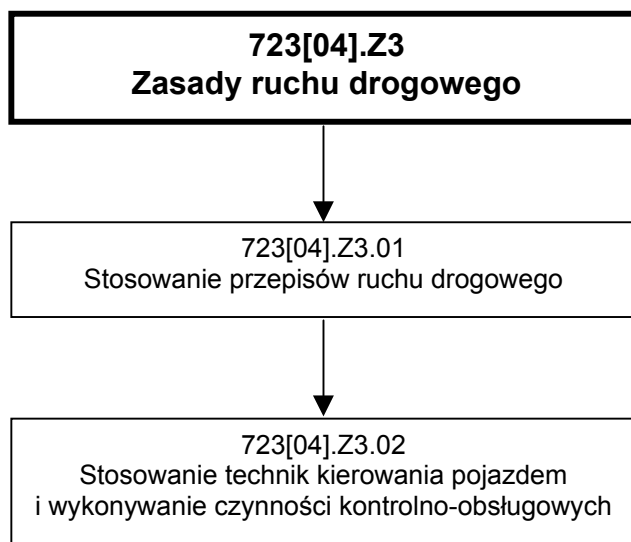 723[04].Z3
Zasady ruchu drogowego
723[04].Z3.01
Stosowanie przepisów ruchu drogowego
723[04].Z3.02
Stosowanie technik kierowania pojazdem
i wykonywanie czynności kontrolno-obsługowych